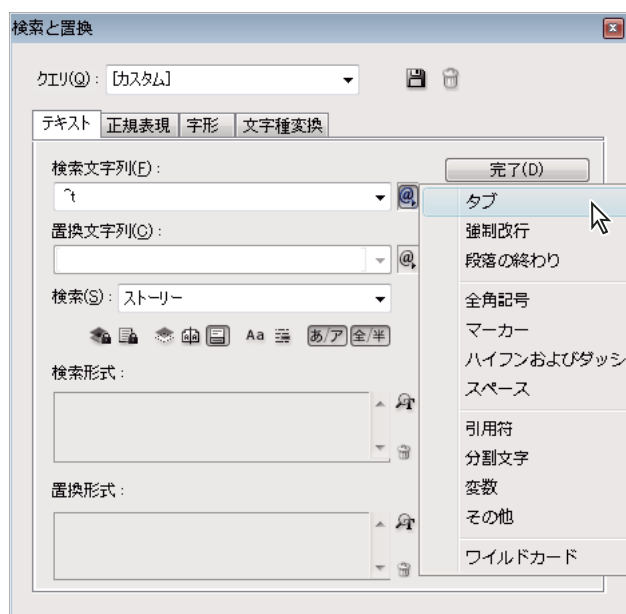 検索と置換
クエリ(Q) : [カスタム]
テキスト 正規表現 字形 文字種変換
検索文字列(F) :
完了(D)
^t
@
タブ
強制改行
置換文字列(C) :
@
段落の終わり
検索(S) : ストーリー
全角記号
マーカー
Aa あ/ア 全/半
ハイフンおよびダッシ
スペース
検索形式 :
引用符
分割文字
置換形式 :
変数
その他
ワイルドカード